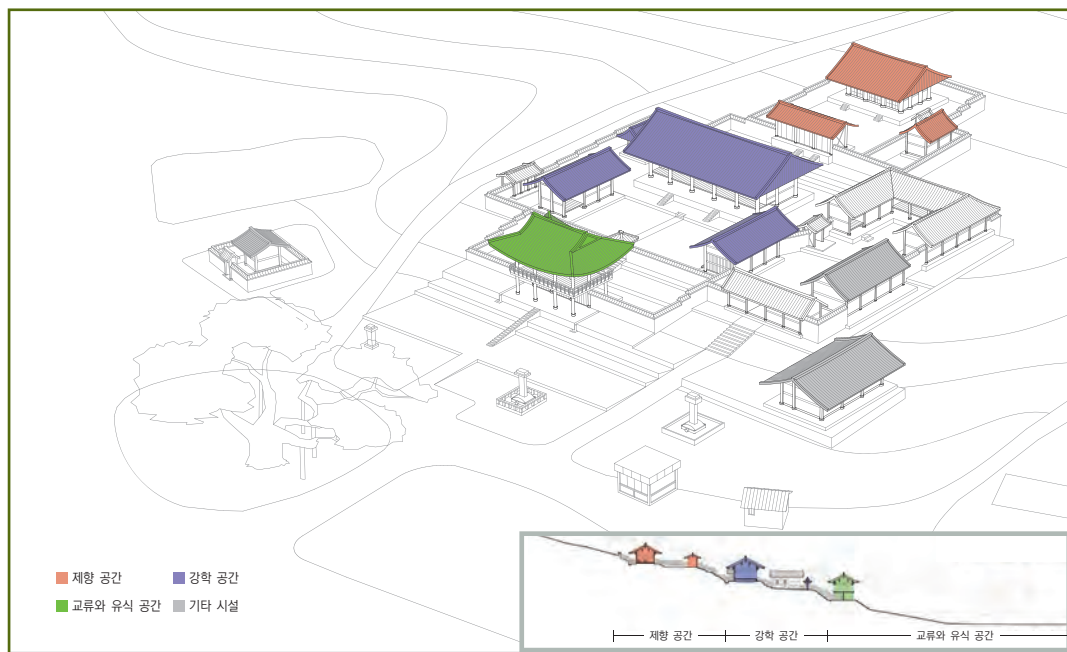 제향 공간 강학 공간
교류와 유식 공간 기타 시설
제향 공간 강학 공간 교류와 유식 공간